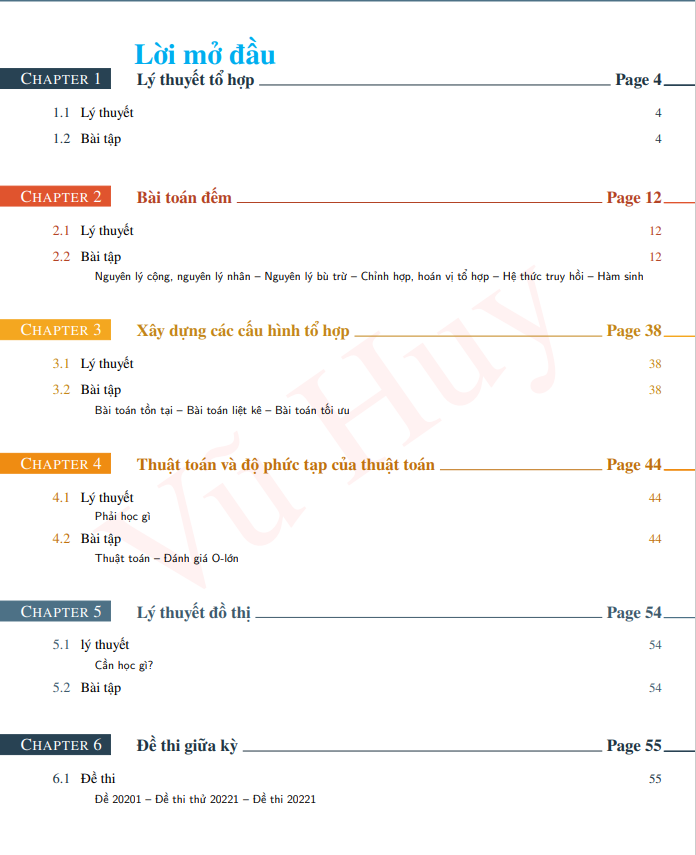 Lời mở đầu
CHAPTER 1 Lý thuyết tổ hợp Page 4
1.1 Lý thuyết 4
1.2 Bài tập 4
CHAPTER 2 Bài toán đếm Page 12
2.1 Lý thuyết 12
2.2 Bài tập 12
Nguyên lý cộng, nguyên lý nhân – Nguyên lý bù trừ – Chỉnh hợp, hoán vị tổ hợp – Hệ thức truy hồi – Hàm sinh
CHAPTER 3 Xây dựng các cấu hình tổ hợp Page 38
3.1 Lý thuyết 38
3.2 Bài tập 38
Bài toán tồn tại – Bài toán liệt kê – Bài toán tối ưu
CHAPTER 4 Thuật toán và độ phức tạp của thuật toán Page 44
4.1 Lý thuyết 44
Phải học gì
4.2 Bài tập 44
Thuật toán – Đánh giá O-lớn
CHAPTER 5 Lý thuyết đồ thị Page 54
5.1 lý thuyết 54
Cần học gì?
5.2 Bài tập 54
CHAPTER 6 Đề thi giữa kỳ Page 55
6.1 Đề thi 55
Đề 20201 – Đề thi thử 20221 – Đề thi 20221
Vũ Huy